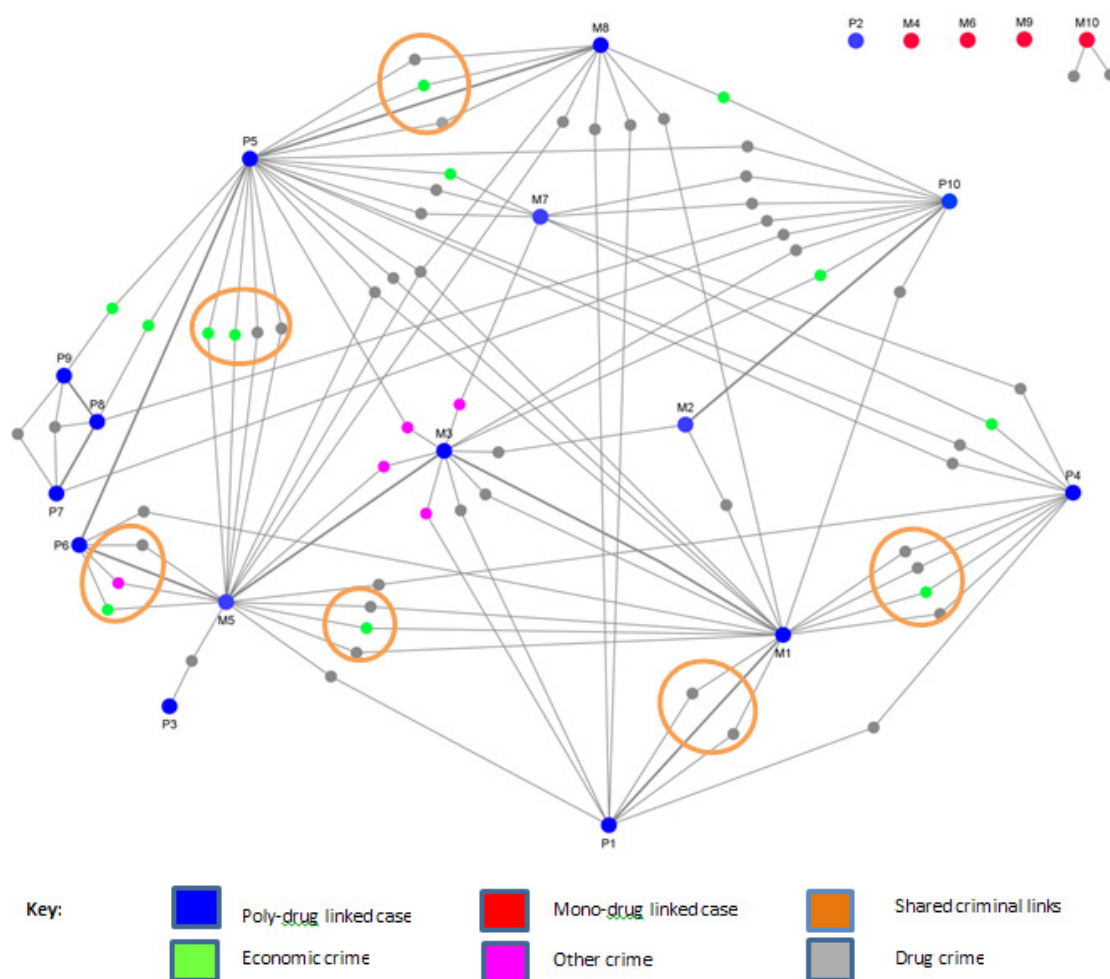 M8
P2
M4
M6
M9
M10
P5
P10
M7
P9
P8
M2
M3
P7
P4
P6
M5
M1
P3
P1
Key:
Poly-drug linked case
Mono-drug linked case
Shared criminal links
Economic crime
Other crime
Drug crime